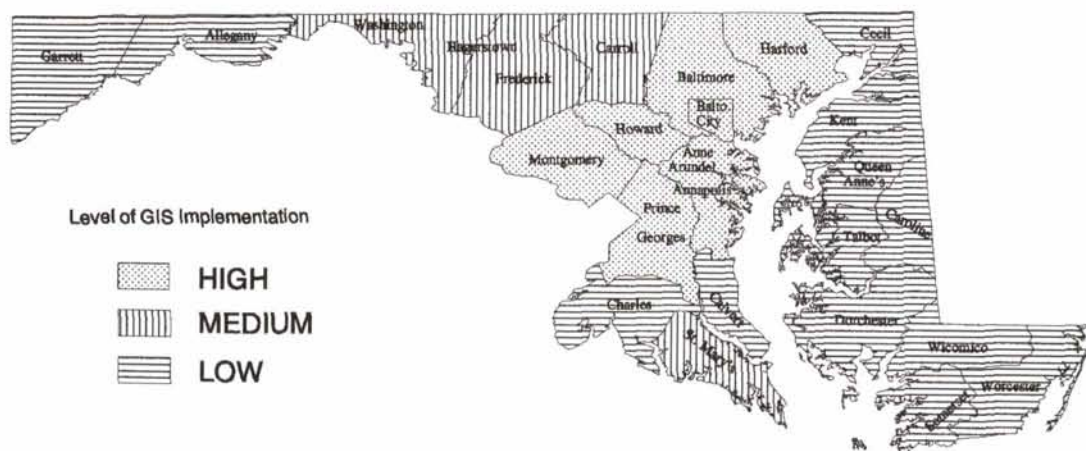 Garrett
Allegany
Washington
Hagerstown
Frederick
Carroll
Baltimore
Balto
City
Harford
Cecil
Kent
Howard
Montgomery
Anne
Arundel
Annapolis
Queen
Anne's
Prince
Georges
Caroline
Talbot
Charles
Calvert
St. Mary's
Dorchester
Wicomico
Worcester
Somerset
Level of GIS Implementation
HIGH
MEDIUM
LOW